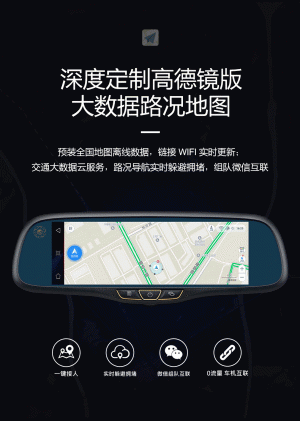 深度定制高德镜版
大数据路况地图
预装全国地图离线数据，链接 WIFI 实时更新；
交通大数据云服务，路况导航实时躲避拥堵，组队微信互联
一键接人
实时躲避拥堵
微信组队互联
0流量 车机互联